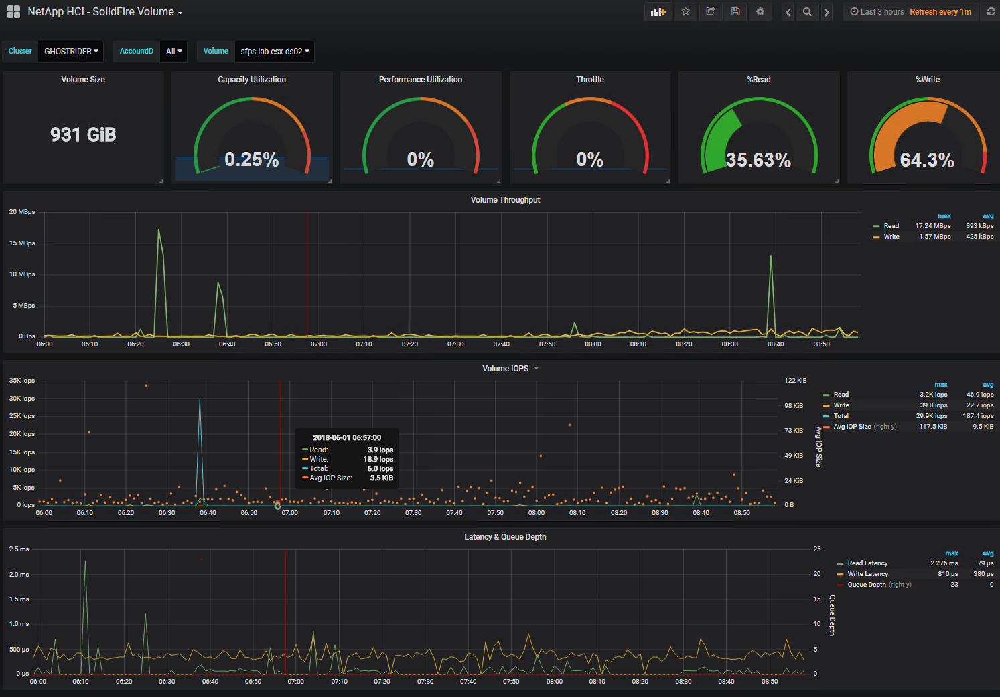 NetApp HCI - SolidFire Volume
Last 3 hours Refresh every 1m
Cluster GHOSTRIDER AccountID All Volume sfps-lab-esx-ds02
Volume Size
931 GiB
Capacity Utilization
0.25%
Performance Utilization
0%
Throttle
0%
%Read
35.63%
%Write
64.3%
Volume Throughput
20 MBps
15 MBps
10 MBps
5 MBps
0 Bps
06:00 06:10 06:20 06:30 06:40 06:50 07:00 07:10 07:20 07:30 07:40 07:50 08:00 08:10 08:20 08:30 08:40 08:50
max avg
Read 17.24 MBps 393 kBps
Write 1.57 MBps 425 kBps
Volume IOPS
35K iops
30K iops
25K iops
20K iops
15K iops
10K iops
5K iops
0 iops
122 KiB
98 KiB
73 KiB
49 KiB
24 KiB
0 B
Avg IOP Size
06:00 06:10 06:20 06:30 06:40 06:50 07:00 07:10 07:20 07:30 07:40 07:50 08:00 08:10 08:20 08:30 08:40 08:50
2018-06-01 06:57:00
Read: 3.9 iops
Write: 18.9 iops
Total: 6.0 iops
Avg IOP Size: 3.5 KiB
max avg
Read 3.2K iops 46.9 iops
Write 39.0 iops 22.7 iops
Total 29.9K iops 187.4 iops
Avg IOP Size (right-y) 117.5 KiB 9.5 KiB
Latency & Queue Depth
2.5 ms
2.0 ms
1.5 ms
1.0 ms
500 µs
0 µs
25
20
15
10
5
0
Queue Depth
06:00 06:10 06:20 06:30 06:40 06:50 07:00 07:10 07:20 07:30 07:40 07:50 08:00 08:10 08:20 08:30 08:40 08:50
max avg
Read Latency 2.276 ms 79 µs
Write Latency 810 µs 380 µs
Queue Depth (right-y) 23 0